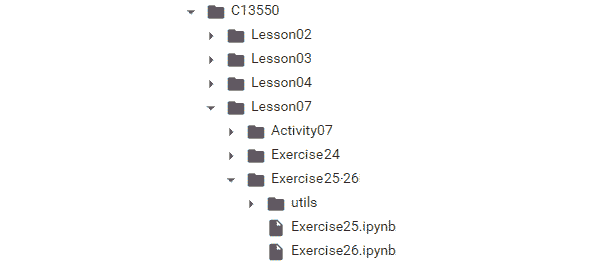 C13550
Lesson02
Lesson03
Lesson04
Lesson07
Activity07
Exercise24
Exercise25-26
utils
Exercise25.ipynb
Exercise26.ipynb